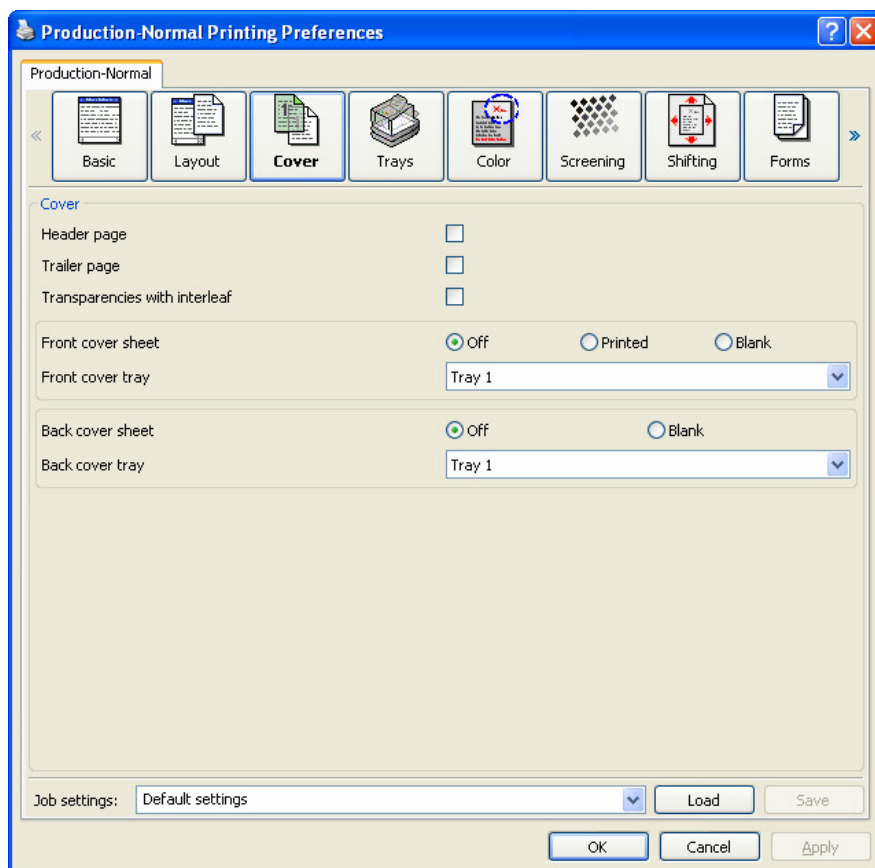 Production-Normal Printing Preferences
Production-Normal
Basic Layout Cover Trays Color Screening Shifting Forms
Cover
Header page
Trailer page
Transparencies with interleaf
Front cover sheet Off Printed Blank
Front cover tray Tray 1
Back cover sheet Off Blank
Back cover tray Tray 1
Job settings: Default settings Load Save
OK Cancel Apply